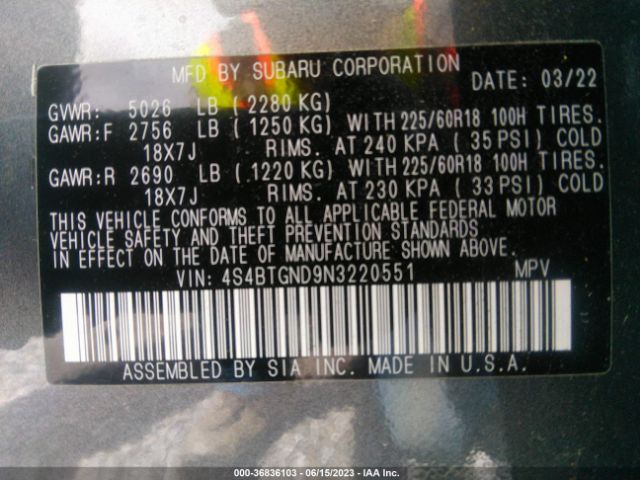 MFD BY SUBARU CORPORATION
DATE: 03/22
GVWR: 5026 LB ( 2280 KG)
GAWR:F 2756 LB ( 1250 KG) WITH 225/60R18 100H TIRES.
18X7J RIMS. AT 240 KPA ( 35 PSI) COLD
GAWR:R 2690 LB ( 1220 KG) WITH 225/60R18 100H TIRES.
18X7J RIMS. AT 230 KPA ( 33 PSI) COLD
THIS VEHICLE CONFORMS TO ALL APPLICABLE FEDERAL MOTOR
VEHICLE SAFETY AND THEFT PREVENTION STANDARDS
IN EFFECT ON THE DATE OF MANUFACTURE SHOWN ABOVE.
VIN: 4S4BTGND9N3220551 MPV
ASSEMBLED BY SIA INC. MADE IN U.S.A.
000-36836103 - 06/15/2023 - IAA Inc.